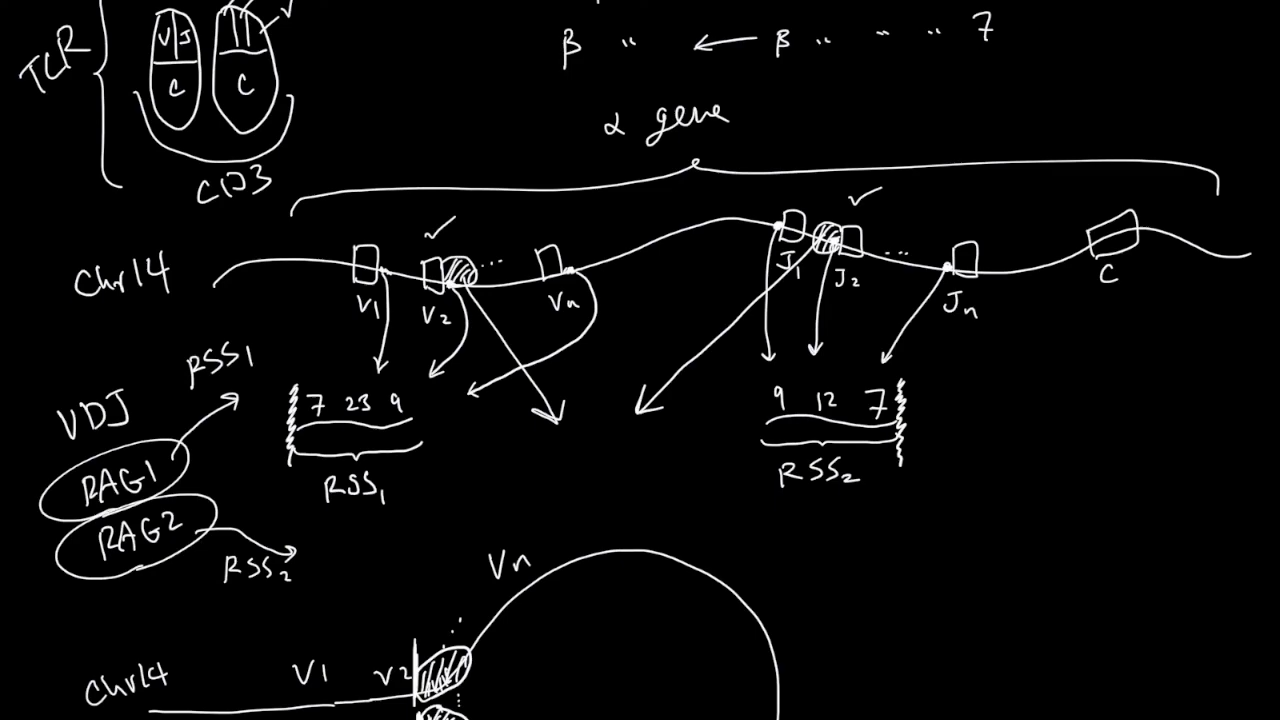 TCR
V J
V
C C
CD3
β " ← β " " " 7
α gene
Chr14
V1 V2 ... Vn J1 J2 ... Jn C
RSS1
VDJ
RAG1
RAG2
RSS2
7 23 9
RSS1
9 12 7
RSS2
Vn
Chr14 V1 V2